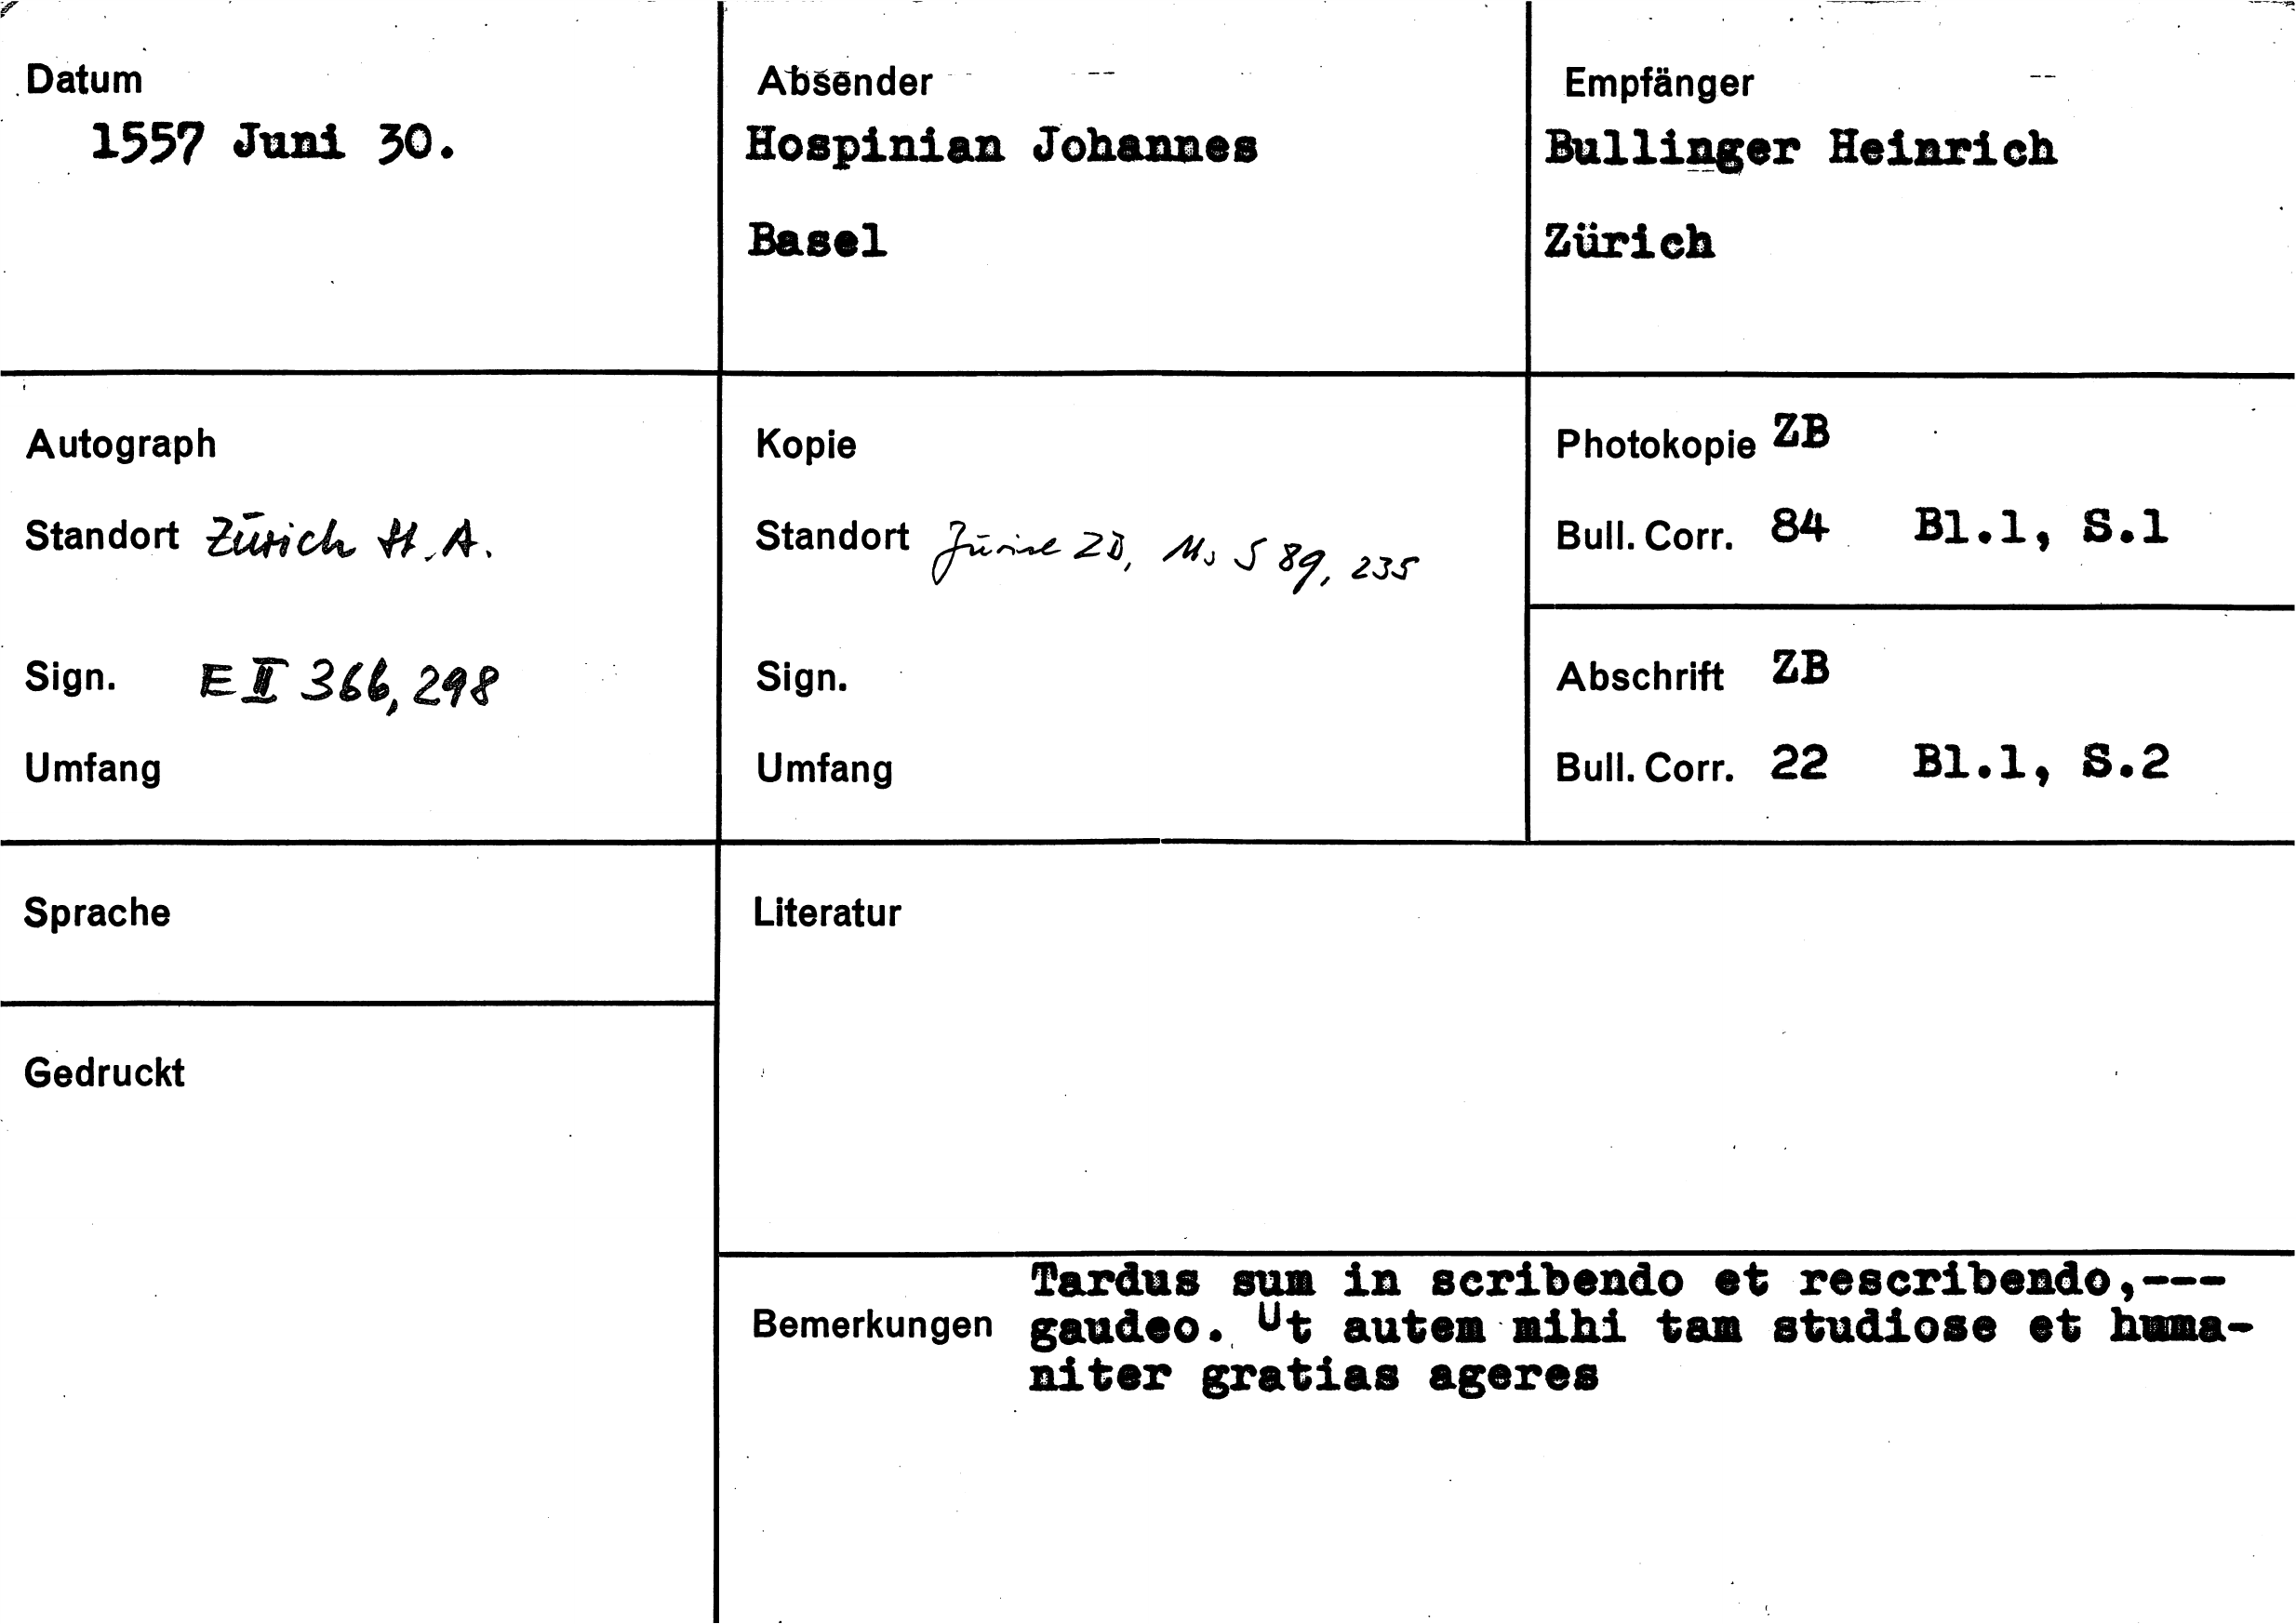 Datum
1557 Juni 30.
Absender
Hospinian Johannes
Basel
Empfänger
Bullinger Heinrich
Zürich
Autograph
Standort Zürich St. A.
Sign. E II 366, 298
Umfang
Kopie
Standort Zürich ZB, Ms S 89, 235
Sign.
Umfang
Photokopie ZB
Bull. Corr. 84 Bl.1, S.1
Abschrift ZB
Bull. Corr. 22 Bl.1, S.2
Sprache
Gedruckt
Literatur
Bemerkungen
Tardus sum in scribendo et rescribendo,---
gaudeo. Ut autem mihi tam studiose et huma-
niter gratias ageres